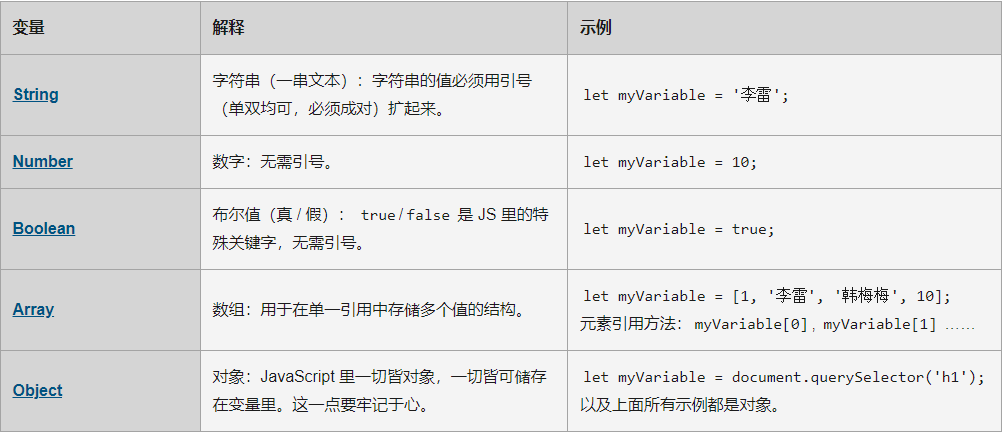 变量 解释 示例
String 字符串（一串文本）：字符串的值必须用引号
（单双均可，必须成对）扩起来。
let myVariable = '李雷';
Number 数字：无需引号。 let myVariable = 10;
Boolean 布尔值（真 / 假）： true/false 是 JS 里的特
殊关键字，无需引号。
let myVariable = true;
Array 数组：用于在单一引用中存储多个值的结构。
let myVariable = [1, '李雷', '韩梅梅', 10];
元素引用方法：myVariable[0], myVariable[1] ……
Object 对象：JavaScript 里一切皆对象，一切皆可储存
在变量里。这一点要牢记于心。
let myVariable = document.querySelector('h1');
以及上面所有示例都是对象。